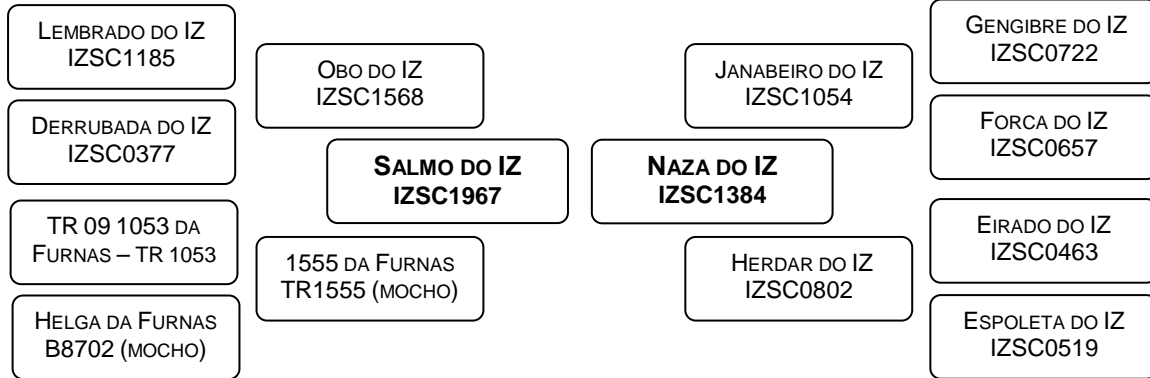 Lembrado do IZ
IZSC1185
Derrubada do IZ
IZSC0377
TR 09 1053 da
Furnas – TR 1053
Helga da Furnas
B8702 (mocho)
Obo do IZ
IZSC1568
1555 da Furnas
TR1555 (mocho)
Salmo do IZ
IZSC1967
Naza do IZ
IZSC1384
Janabeiro do IZ
IZSC1054
Herdar do IZ
IZSC0802
Gengibre do IZ
IZSC0722
Forca do IZ
IZSC0657
Eirado do IZ
IZSC0463
Espoleta do IZ
IZSC0519